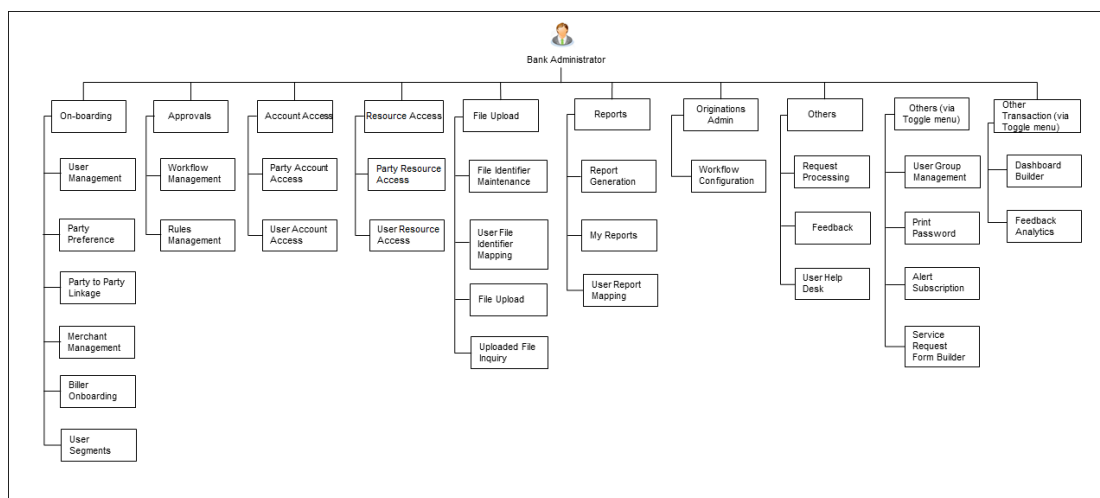 Bank Administrator
On-boarding
User
Management
Party
Preference
Party to Party
Linkage
Merchant
Management
Biller
Onboarding
User
Segments
Approvals
Workflow
Management
Rules
Management
Account Access
Party Account
Access
User Account
Access
Resource Access
Party Resource
Access
User Resource
Access
File Upload
File Identifier
Maintenance
User File
Identifier
Mapping
File Upload
Uploaded File
Inquiry
Reports
Report
Generation
My Reports
User Report
Mapping
Originations
Admin
Workflow
Configuration
Others
Request
Processing
Feedback
User Help
Desk
Others (via
Toggle menu)
User Group
Management
Print
Password
Alert
Subscription
Service
Request
Form Builder
Other
Transaction (via
Toggle menu)
Dashboard
Builder
Feedback
Analytics